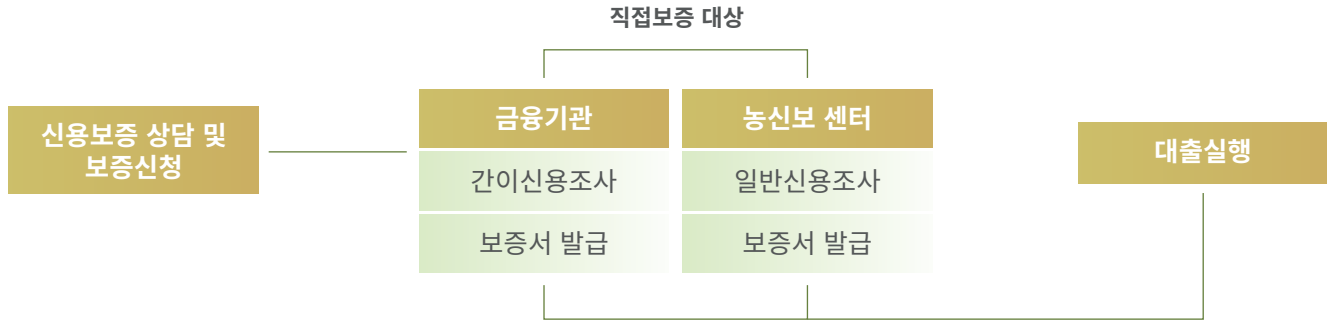 직접보증 대상
신용보증 상담 및
보증신청
금융기관
간이신용조사
보증서 발급
농신보 센터
일반신용조사
보증서 발급
대출실행